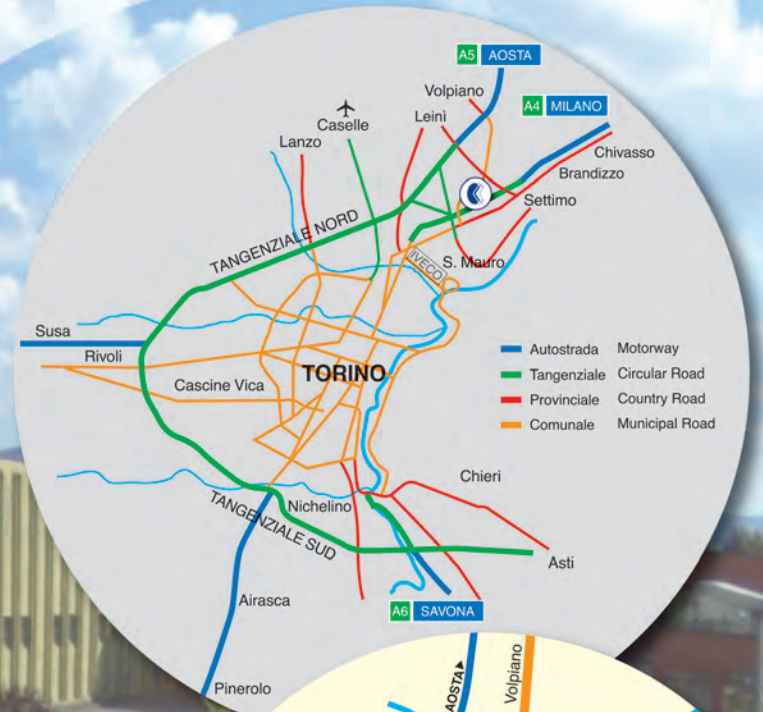 A5 AOSTA
Volpiano
A4 MILANO
Leinì
Caselle
Lanzo
Chivasso
Brandizzo
Settimo
TANGENZIALE NORD
IVECO
S. Mauro
Susa
Rivoli
Cascine Vica
TORINO
Autostrada Motorway
Tangenziale Circular Road
Provinciale Country Road
Comunale Municipal Road
Chieri
Nichelino
TANGENZIALE SUD
Asti
Airasca
A6 SAVONA
Pinerolo
AOSTA
Volpiano